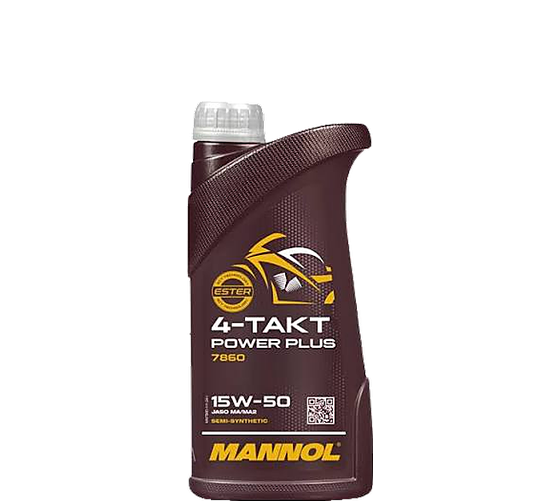 ESTER
4-TAKT
POWER PLUS
7860
15W-50
JASO MA/MA2
SEMI-SYNTHETIC
MANNOL